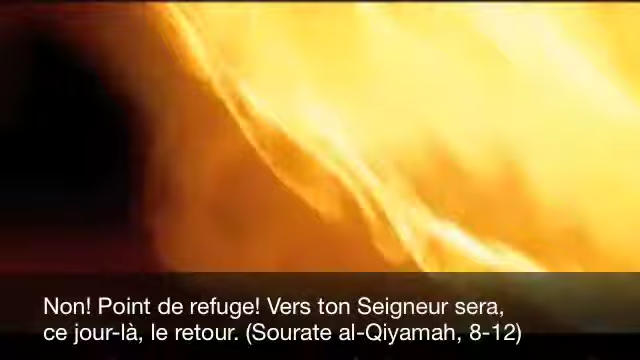 Non! Point de refuge! Vers ton Seigneur sera,
ce jour-là, le retour. (Sourate al-Qiyamah, 8-12)